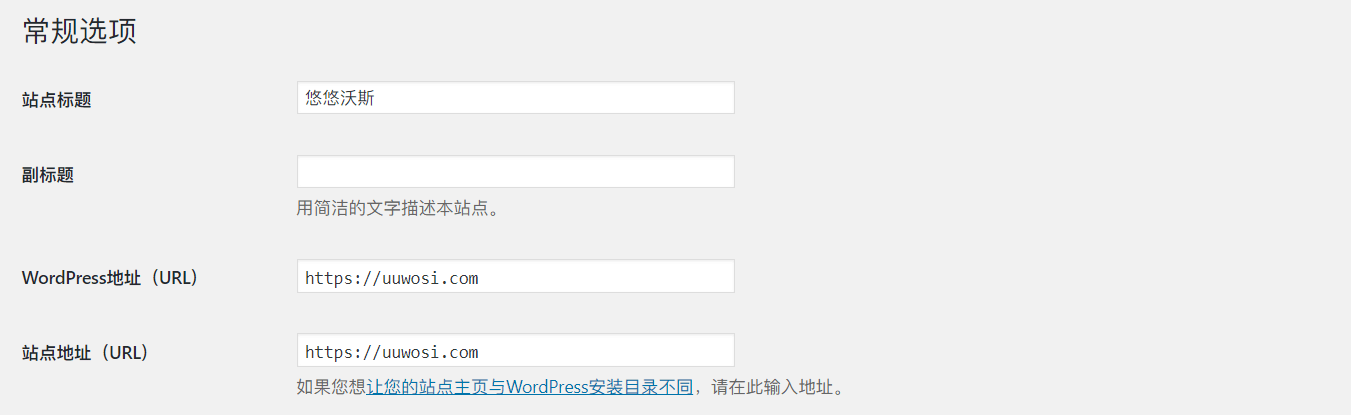 常规选项
站点标题
悠悠沃斯
副标题
用简洁的文字描述本站点。
WordPress地址（URL）
https://uuwosi.com
站点地址（URL）
https://uuwosi.com
如果您想让您的站点主页与WordPress安装目录不同，请在此输入地址。